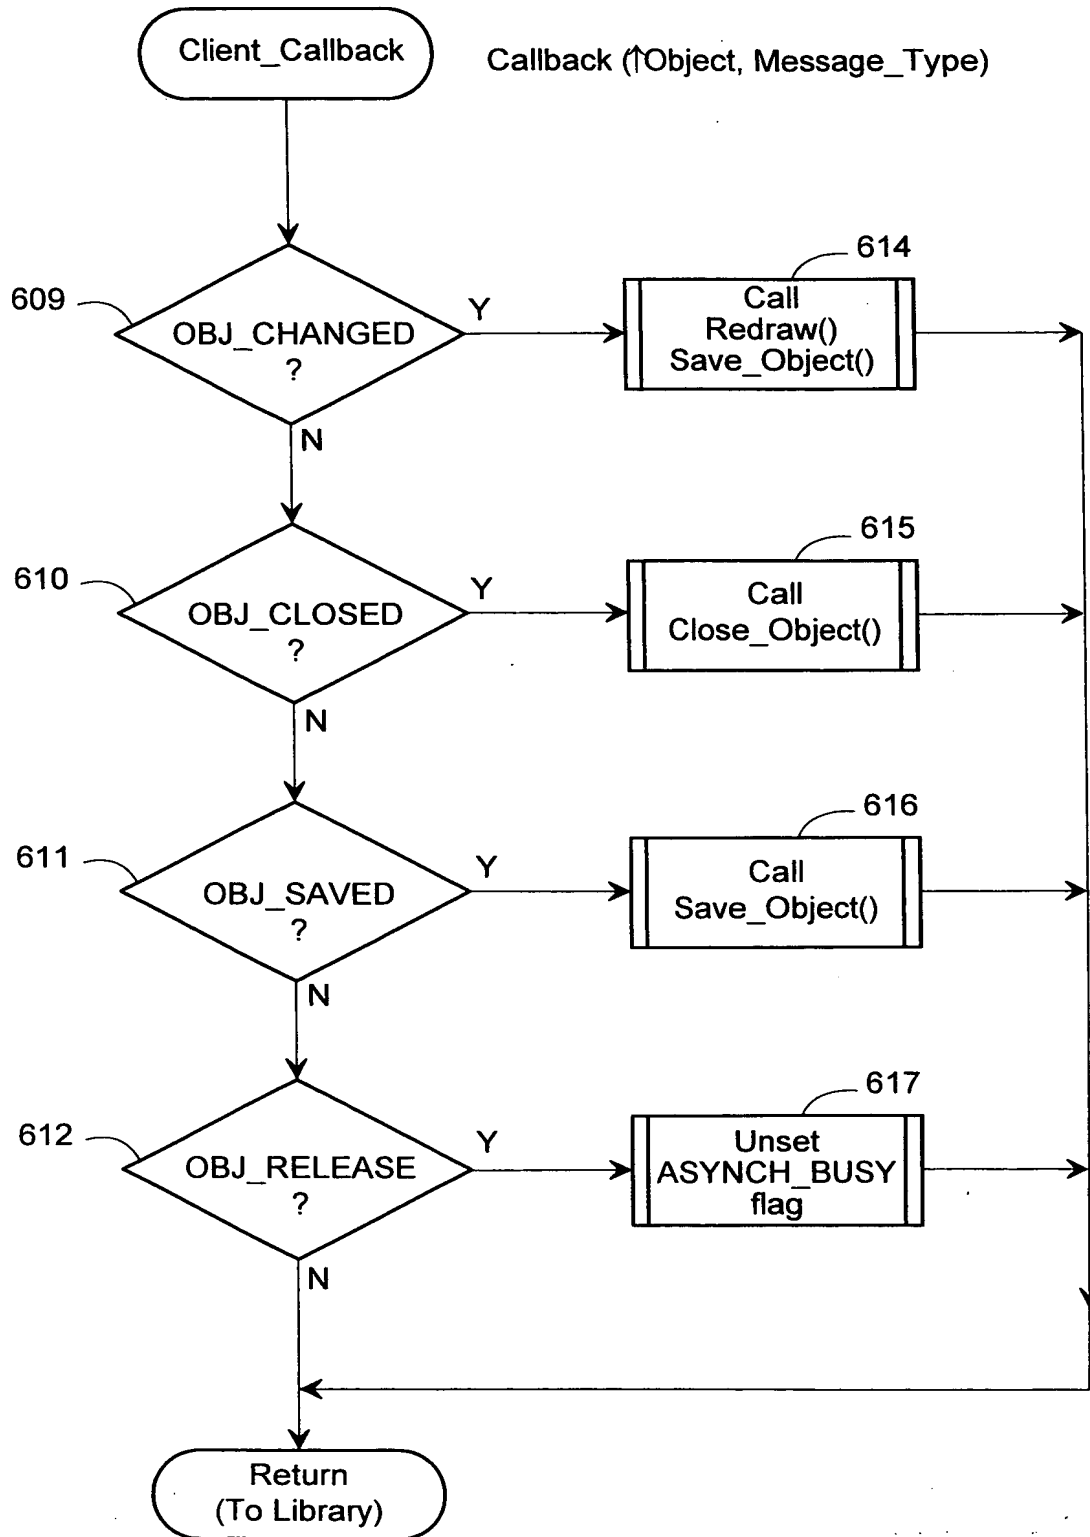 Client_Callback
Callback (↑Object, Message_Type)
609
OBJ_CHANGED
?
Y
N
614
Call
Redraw()
Save_Object()
610
OBJ_CLOSED
?
Y
N
615
Call
Close_Object()
611
OBJ_SAVED
?
Y
N
616
Call
Save_Object()
612
OBJ_RELEASE
?
Y
N
617
Unset
ASYNCH_BUSY
flag
Return
(To Library)